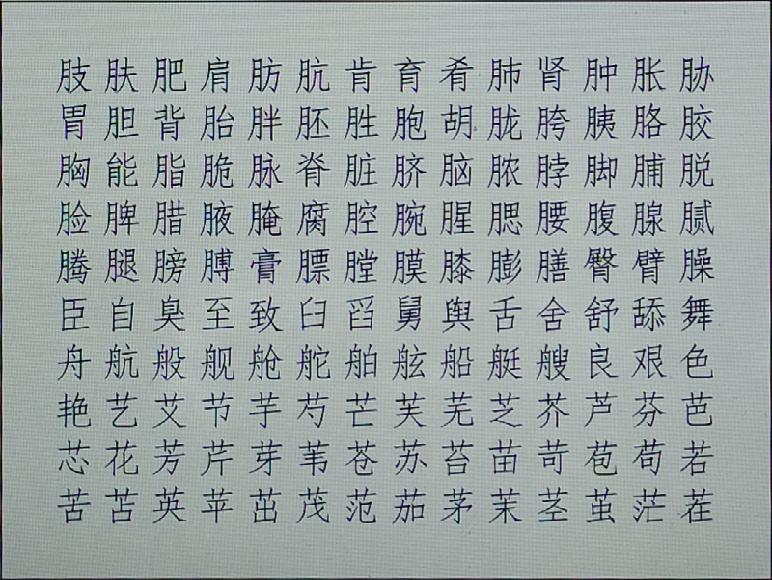 肢肤肥肩肪肮肯育肴肺肾肿胀胁
胃胆背胎胖胚胜胞胡胧胯胰胳胶
胸能脂脆脉脊脏脐脑脓脖脚脯脱
脸脾腊腋腌腐腔腕腥腮腰腹腺腻
腾腿膀膊膏膘膛膜膝膨膳臀臂臊
臣自臭至致臼舀舅舆舌舍舒舔舞
舟航般舰舱舵舶舷船艇艘良艰色
艳艺艾节芋芍芒芙芜芝芥芦芬芭
芯花芳芹芽苇苍苏苔苗苛苞苟若
苦苫英苹茁茂范茄茅茉茎茧茫茬